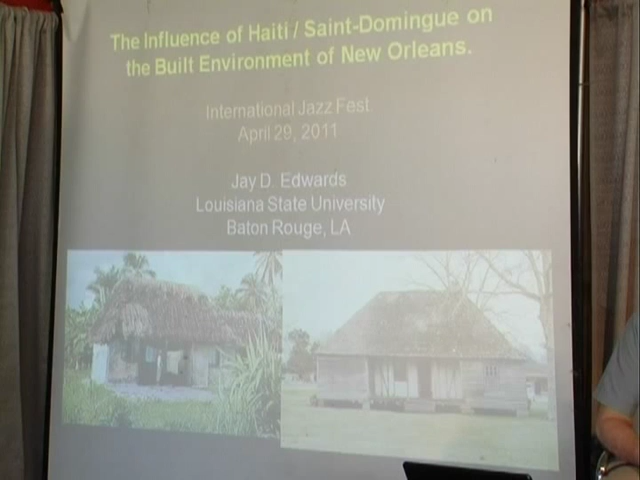 The Influence of Haiti / Saint-Domingue on
the Built Environment of New Orleans.
International Jazz Fest
April 29, 2011
Jay D. Edwards
Louisiana State University
Baton Rouge, LA